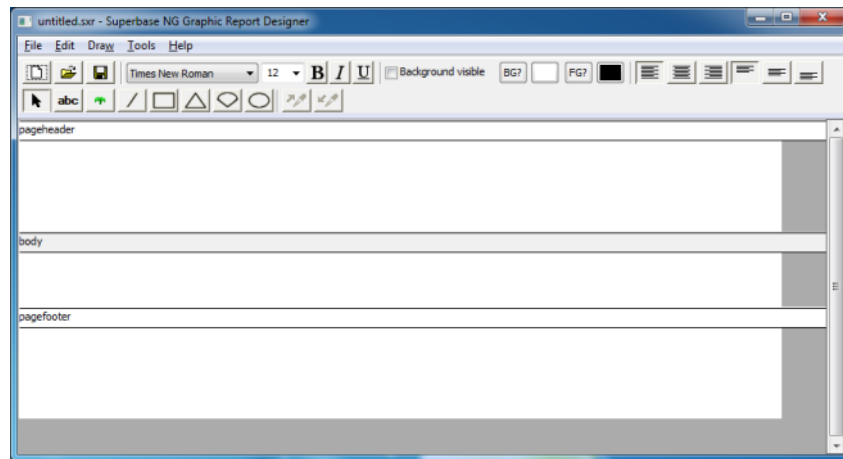 untitled.sxr - Superbase NG Graphic Report Designer
File Edit Draw Tools Help
Times New Roman 12 B I U Background visible BG? FG?
abc
pageheader
body
pagefooter